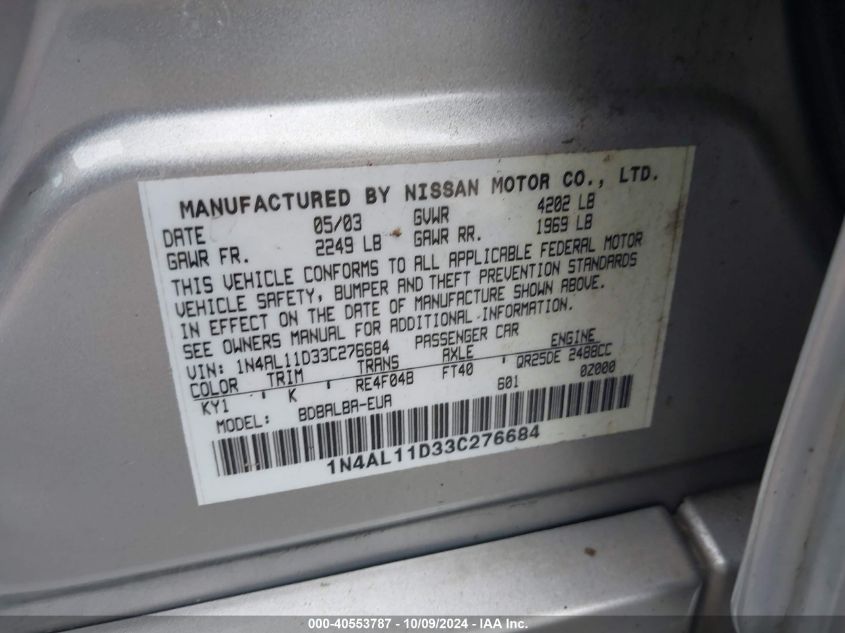 MANUFACTURED BY NISSAN MOTOR CO., LTD.
DATE 05/03 GVWR 4202 LB
GAWR FR. 2249 LB GAWR RR. 1969 LB
THIS VEHICLE CONFORMS TO ALL APPLICABLE FEDERAL MOTOR
VEHICLE SAFETY, BUMPER AND THEFT PREVENTION STANDARDS
IN EFFECT ON THE DATE OF MANUFACTURE SHOWN ABOVE.
SEE OWNERS MANUAL FOR ADDITIONAL INFORMATION.
VIN: 1N4AL11D33C276684 PASSENGER CAR
COLOR TRIM TRANS AXLE ENGINE
KY1 K RE4F04B FT40 QR25DE 2488CC
MODEL: BDBALBA-EUA 601 0Z000
1N4AL11D33C276684
000-40553787 - 10/09/2024 - IAA Inc.